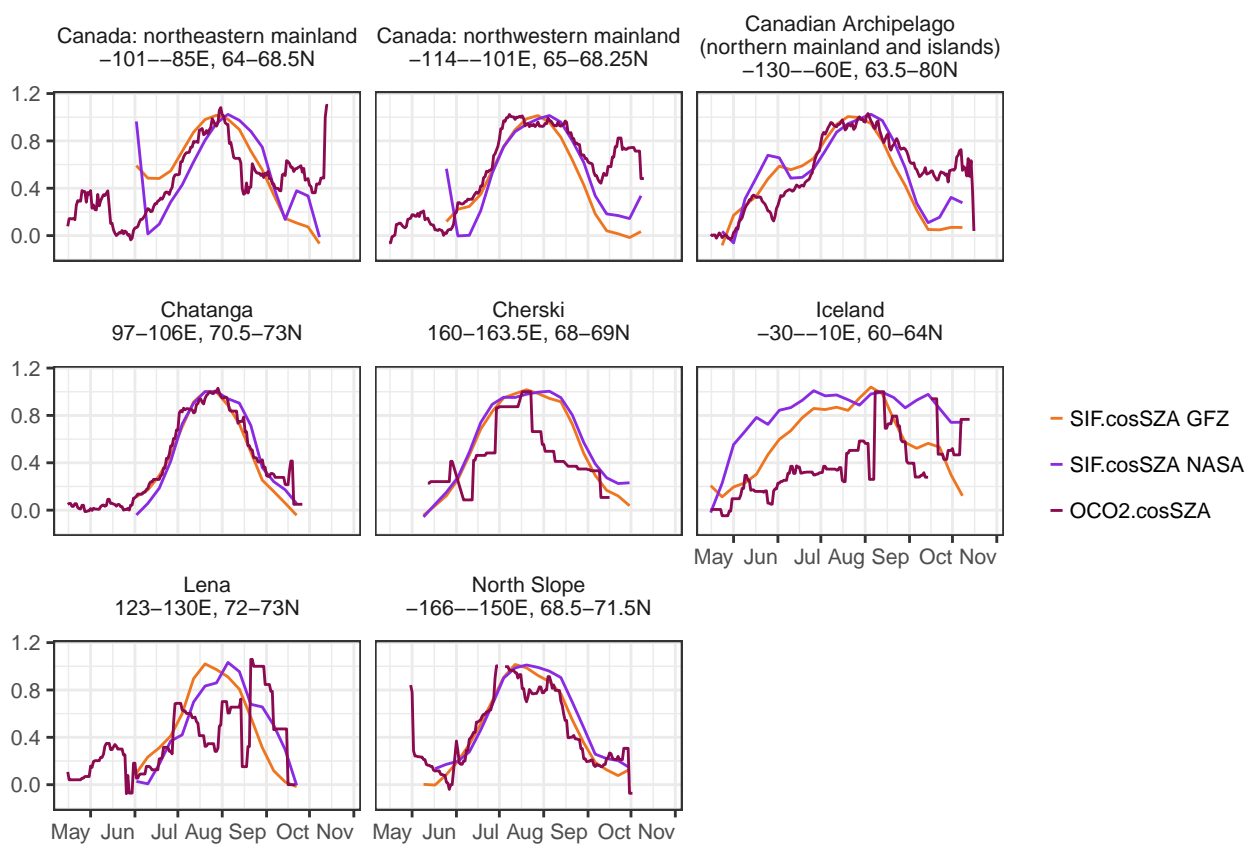 Canada: northeastern mainland
−101−−85E, 64−68.5N
Canada: northwestern mainland
−114−−101E, 65−68.25N
Canadian Archipelago
(northern mainland and islands)
−130−−60E, 63.5−80N
1.2
0.8
0.4
0.0
Chatanga
97−106E, 70.5−73N
Cherski
160−163.5E, 68−69N
Iceland
−30−−10E, 60−64N
1.2
0.8
0.4
0.0
May Jun Jul Aug Sep Oct Nov
SIF.cosSZA GFZ
SIF.cosSZA NASA
OCO2.cosSZA
Lena
123−130E, 72−73N
North Slope
−166−−150E, 68.5−71.5N
1.2
0.8
0.4
0.0
May Jun Jul Aug Sep Oct Nov
May Jun Jul Aug Sep Oct Nov